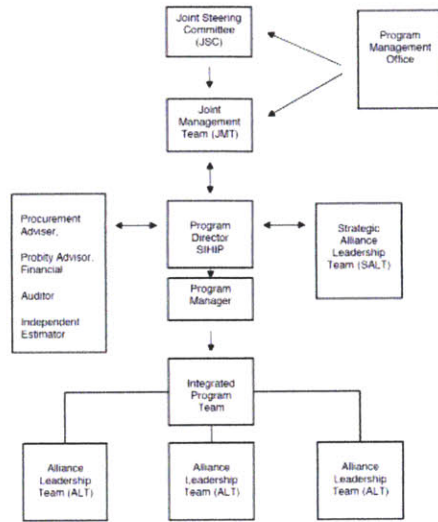 Joint Steering
Committee
(JSC)
Program
Management
Office
Joint
Management
Team (JMT)
Procurement
Adviser,
Probity Advisor,
Financial
Auditor
Independent
Estimator
Program
Director
SIHIP
Strategic
Alliance
Leadership
Team (SALT)
Program
Manager
Integrated
Program
Team
Alliance
Leadership
Team (ALT)
Alliance
Leadership
Team (ALT)
Alliance
Leadership
Team (ALT)